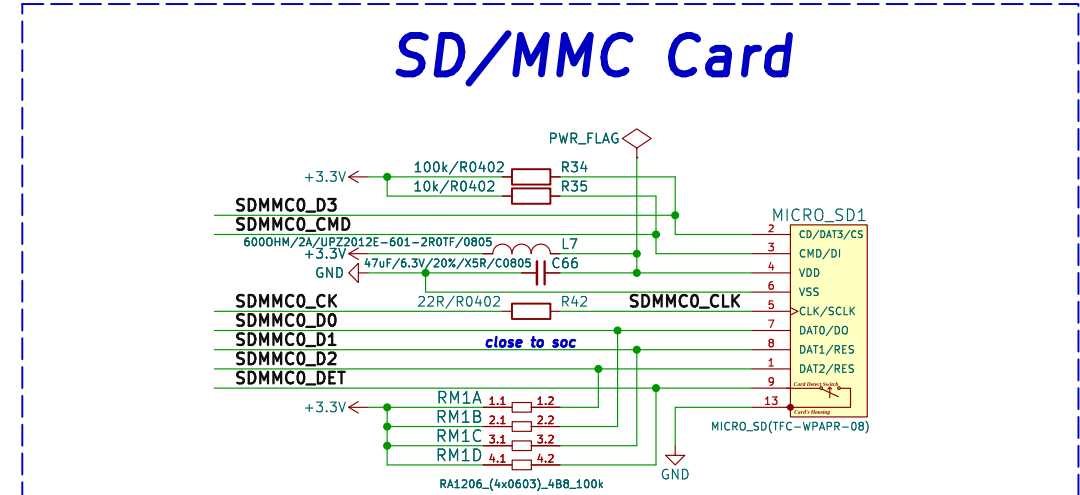 SD/MMC Card
PWR_FLAG
+3.3V
100k/R0402
R34
10k/R0402
R35
SDMMC0_D3
SDMMC0_CMD
MICRO_SD1
600OHM/2A/UPZ2012E-601-2R0TF/0805
L7
+3.3V
47uF/6.3V/20%/X5R/C0805
C66
GND
2 CD/DAT3/CS
3 CMD/DI
4 VDD
6 VSS
SDMMC0_CK
22R/R0402
R42
SDMMC0_CLK
5 CLK/SCLK
SDMMC0_D0
7 DAT0/DO
SDMMC0_D1
close to soc
8 DAT1/RES
SDMMC0_D2
1 DAT2/RES
SDMMC0_DET
9 Card Detect Switch
+3.3V
RM1A 1.1 1.2
13 Card's Housing
RM1B 2.1 2.2
MICRO_SD(TFC-WPAPR-08)
RM1C 3.1 3.2
RM1D 4.1 4.2
GND
RA1206_(4x0603)_4B8_100k